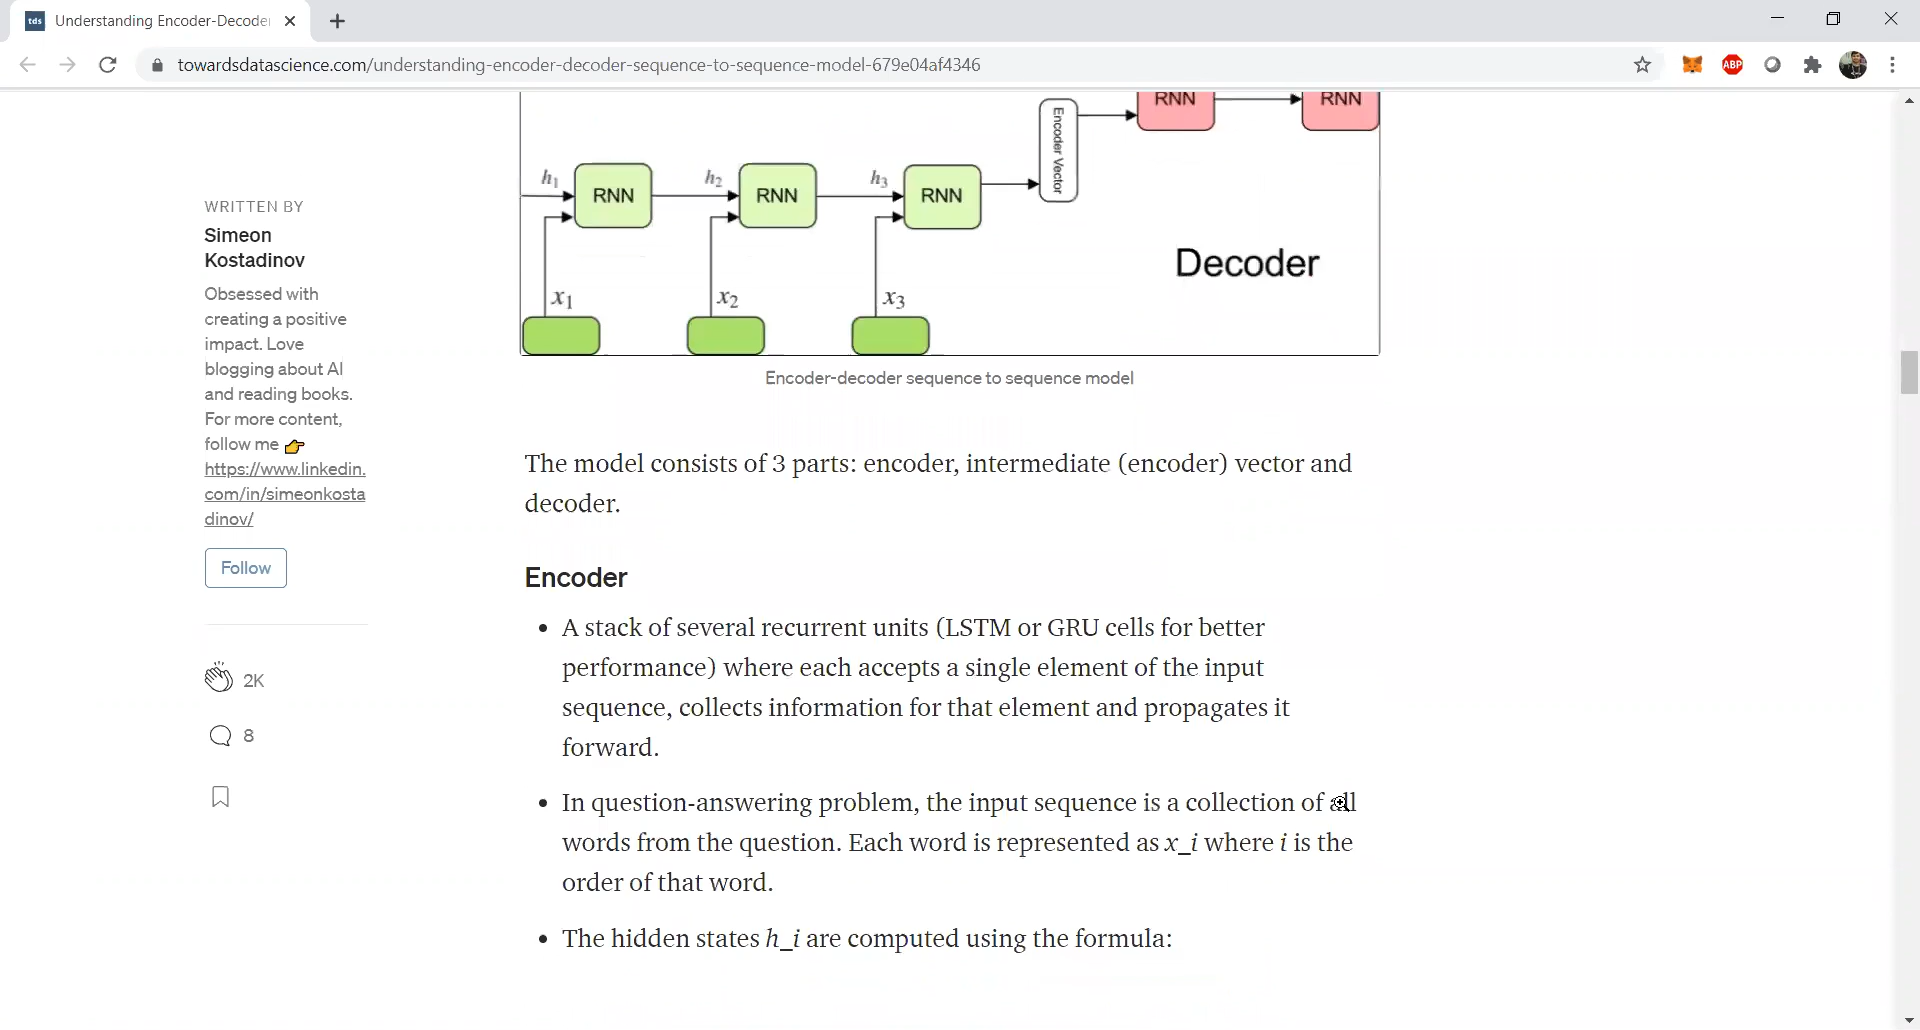 tds Understanding Encoder-Decode
towardsdatascience.com/understanding-encoder-decoder-sequence-to-sequence-model-679e04af4346
ABP
RNN RNN
Encoder Vector
h1 RNN h2 RNN h3 RNN
Decoder
x1 x2 x3
Encoder-decoder sequence to sequence model
WRITTEN BY
Simeon
Kostadinov
Obsessed with
creating a positive
impact. Love
blogging about AI
and reading books.
For more content,
follow me 👉
https://www.linkedin.
com/in/simeonkosta
dinov/
Follow
2K
8
The model consists of 3 parts: encoder, intermediate (encoder) vector and
decoder.
Encoder
• A stack of several recurrent units (LSTM or GRU cells for better
performance) where each accepts a single element of the input
sequence, collects information for that element and propagates it
forward.
• In question-answering problem, the input sequence is a collection of all
words from the question. Each word is represented as x_i where i is the
order of that word.
• The hidden states h_i are computed using the formula: